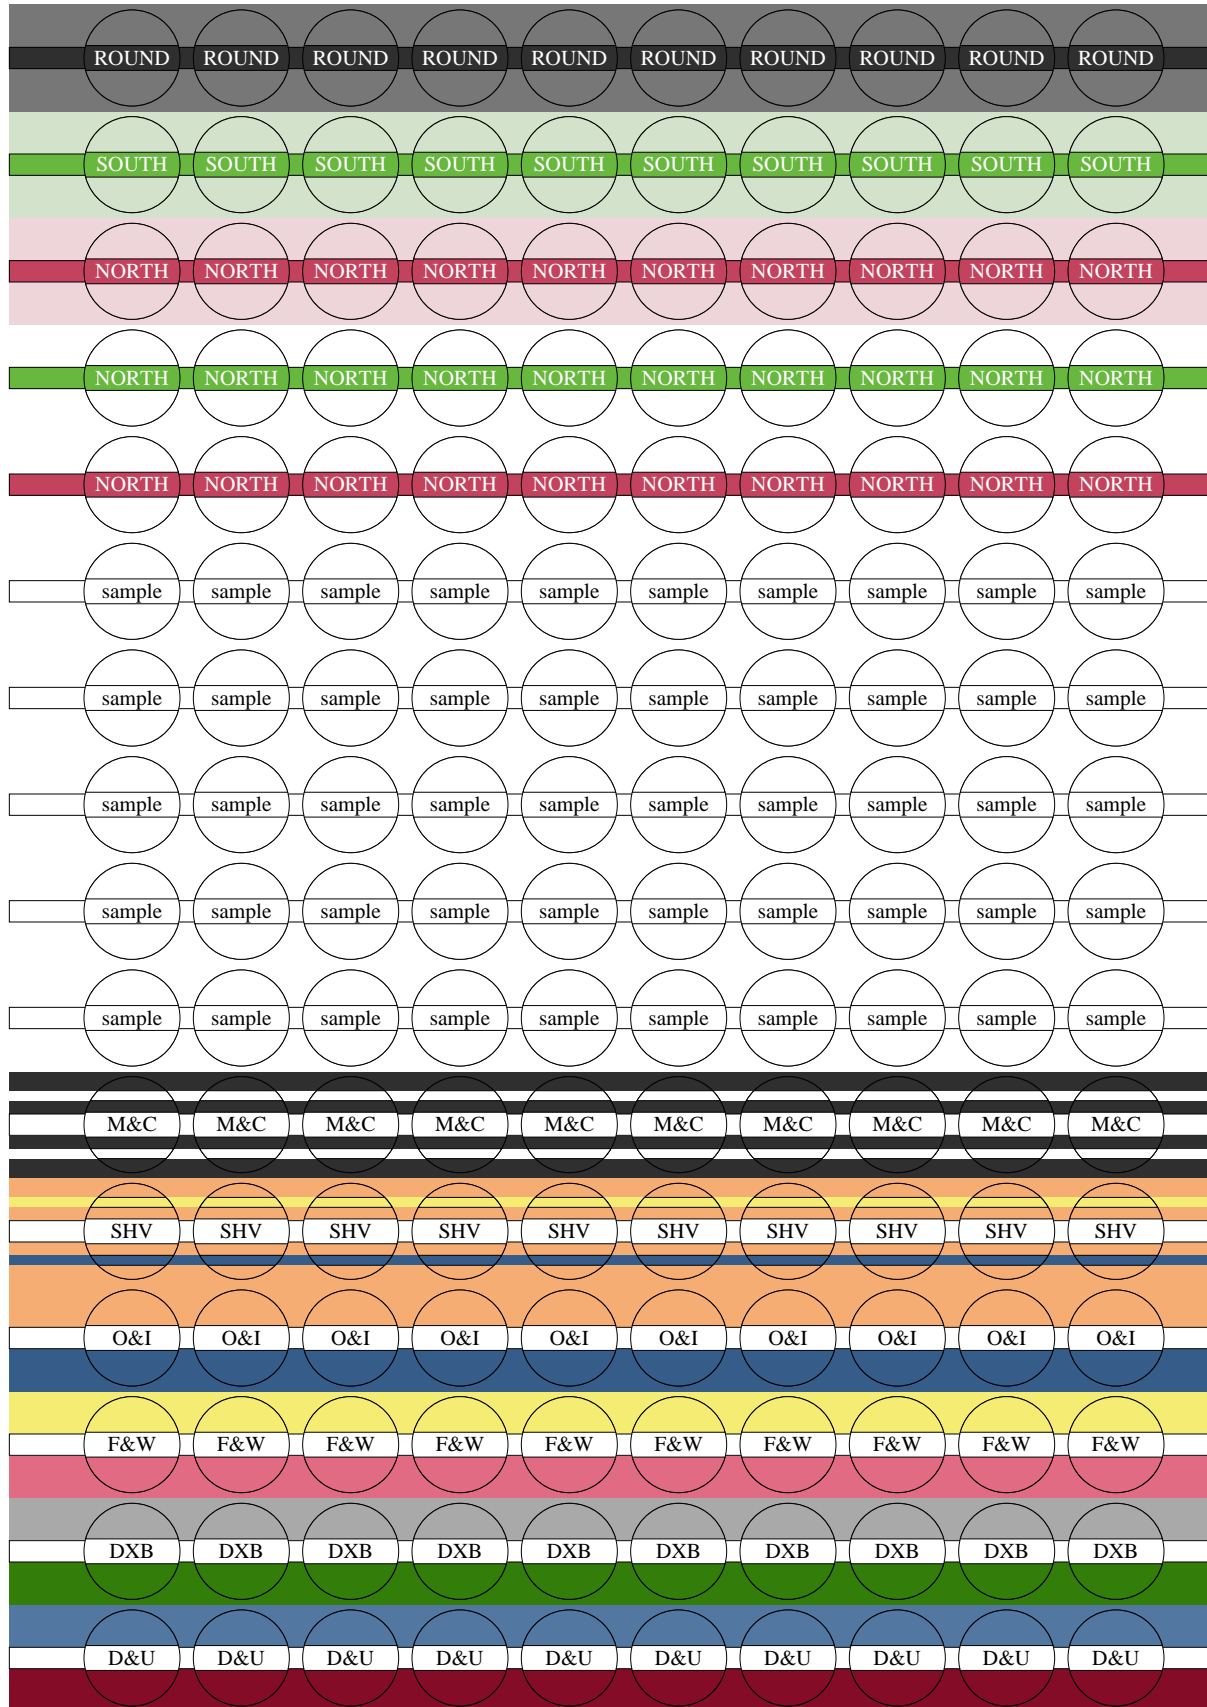 ROUND ROUND ROUND ROUND ROUND ROUND ROUND ROUND ROUND ROUND
SOUTH SOUTH SOUTH SOUTH SOUTH SOUTH SOUTH SOUTH SOUTH SOUTH
NORTH NORTH NORTH NORTH NORTH NORTH NORTH NORTH NORTH NORTH
NORTH NORTH NORTH NORTH NORTH NORTH NORTH NORTH NORTH NORTH
NORTH NORTH NORTH NORTH NORTH NORTH NORTH NORTH NORTH NORTH
sample sample sample sample sample sample sample sample sample sample
sample sample sample sample sample sample sample sample sample sample
sample sample sample sample sample sample sample sample sample sample
sample sample sample sample sample sample sample sample sample sample
sample sample sample sample sample sample sample sample sample sample
M&C M&C M&C M&C M&C M&C M&C M&C M&C M&C
SHV SHV SHV SHV SHV SHV SHV SHV SHV SHV
O&I O&I O&I O&I O&I O&I O&I O&I O&I O&I
F&W F&W F&W F&W F&W F&W F&W F&W F&W F&W
DXB DXB DXB DXB DXB DXB DXB DXB DXB DXB
D&U D&U D&U D&U D&U D&U D&U D&U D&U D&U